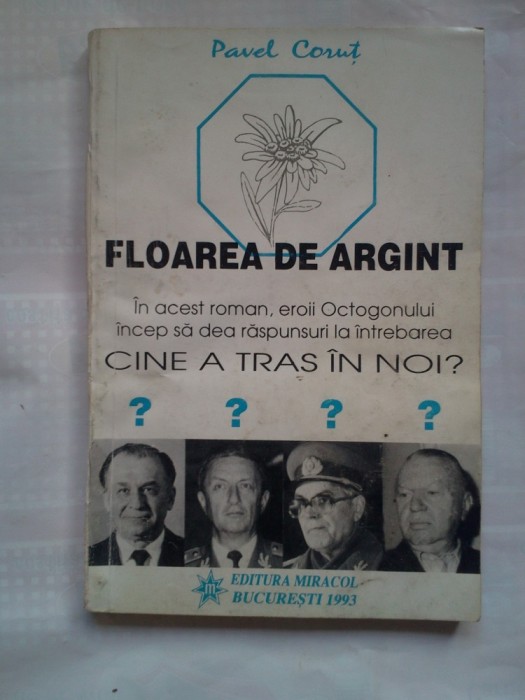 Pavel Coruț
FLOAREA DE ARGINT
În acest roman, eroii Octogonului
încep să dea răspunsuri la întrebarea
CINE A TRAS ÎN NOI?
? ? ? ?
EDITURA MIRACOL
BUCUREȘTI 1993